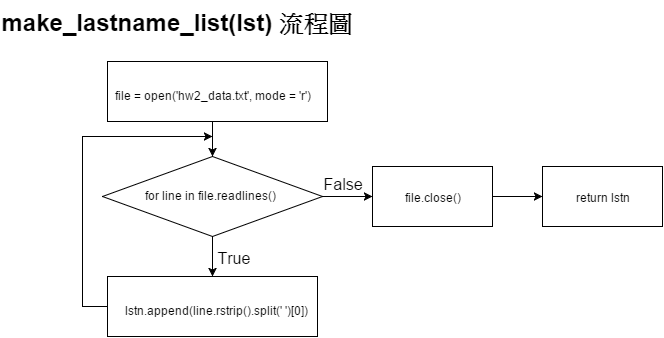 make_lastname_list(lst) 流程圖
file = open('hw2_data.txt', mode = 'r')
for line in file.readlines()
False
file.close()
return lstn
True
lstn.append(line.rstrip().split(' ')[0])